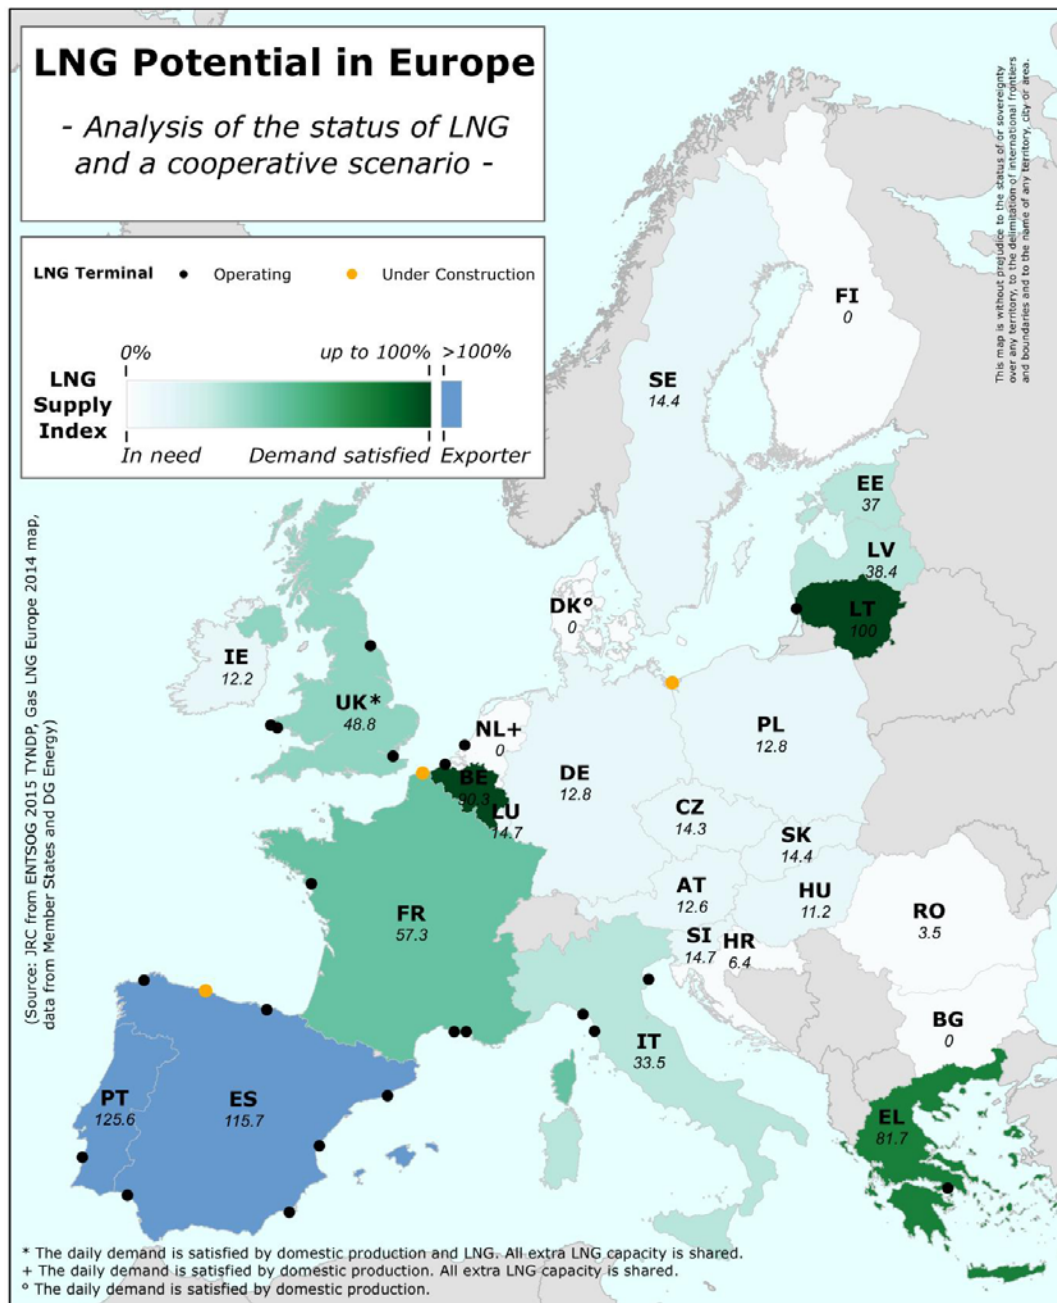 LNG Potential in Europe
- Analysis of the status of LNG
and a cooperative scenario -
LNG Terminal
Operating
Under Construction
0%
up to 100%
>100%
LNG
Supply
Index
In need
Demand satisfied
Exporter
This map is without prejudice to the status of or sovereignty
over any territory, to the delimitation of international frontiers
and boundaries and to the name of any territory, city or area.
(Source: JRC from ENTSOG 2015 TYNDP, Gas LNG Europe 2014 map,
data from Member States and DG Energy)
FI
0
SE
14.4
EE
37
LV
38.4
LT
100
DK°
0
IE
12.2
UK*
48.8
NL+
0
BE
90.3
LU
14.7
DE
12.8
PL
12.8
CZ
14.3
SK
14.4
AT
12.6
HU
11.2
FR
57.3
SI
14.7
HR
6.4
RO
3.5
BG
0
IT
33.5
EL
81.7
PT
125.6
ES
115.7
* The daily demand is satisfied by domestic production and LNG. All extra LNG capacity is shared.
+ The daily demand is satisfied by domestic production. All extra LNG capacity is shared.
° The daily demand is satisfied by domestic production.